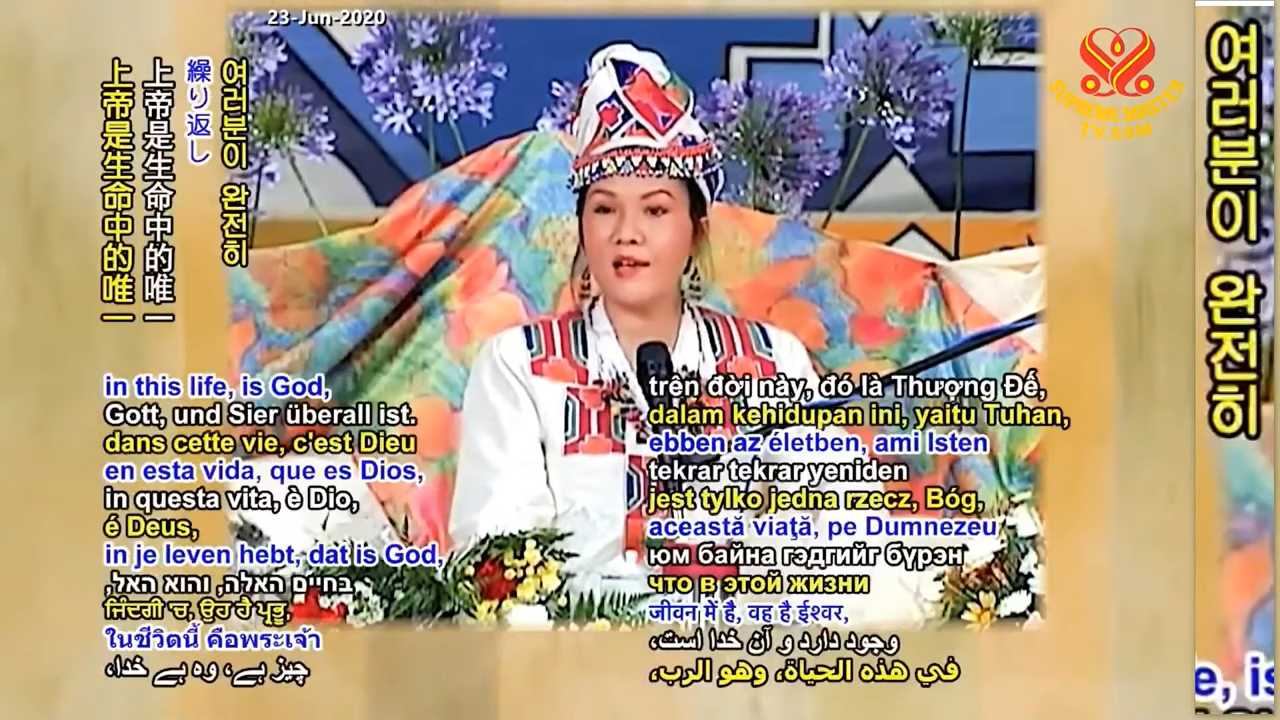 23-Jun-2020
SUPREME MASTER
TV.COM
여러분이 완전히
繰り返し
上帝是生命中的唯一
上帝是生命中的唯一
in this life, is God,
Gott, und Sier überall ist.
dans cette vie, c'est Dieu
en esta vida, que es Dios,
in questa vita, è Dio,
é Deus,
in je leven hebt, dat is God,
בחיים האלה, והוא האל,
ਜ਼ਿੰਦਗੀ 'ਚ, ਉਹ ਹੈ ਪ੍ਰਭੂ,
ในชีวิตนี้ คือพระเจ้า
چیز ہے، وہ ہے خدا،
trên đời này, đó là Thượng Đế,
dalam kehidupan ini, yaitu Tuhan,
ebben az életben, ami Isten
tekrar tekrar yeniden
jest tylko jedna rzecz, Bóg,
această viaţă, pe Dumnezeu
юм байна гэдгийг бүрэн
что в этой жизни
जीवन में है, वह है ईश्वर,
وجود دارد و آن خدا است،
في هذه الحياة، وهو الرب،
여러분이 완전히
e, is